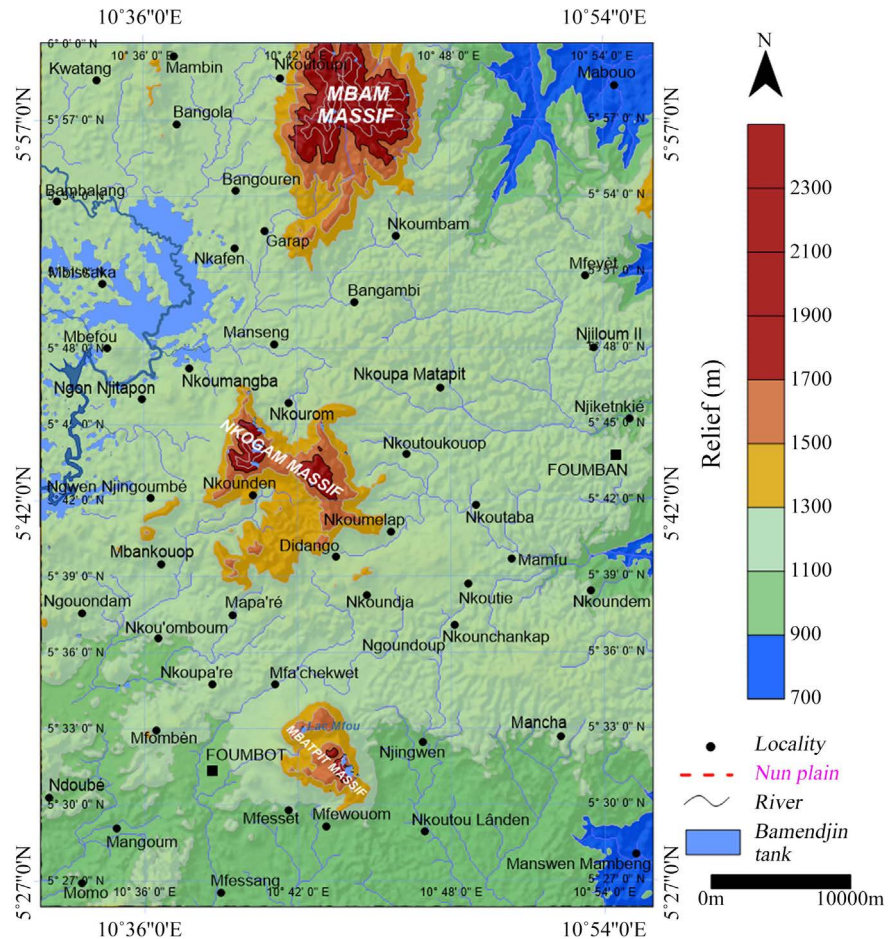 10°36'0"E
10°54'0"E
6° 0' 0" N
10° 36' 0" E
10° 42' 0" E
10° 48' 0" E
10° 54' 0" E
N
Kwatang
Mambin
Nkoutoupi
Mabouo
MBAM
MASSIF
5°57'0"N
5° 57' 0" N
5° 57' 0" N
5°57'0"N
Bangola
Bangouren
5° 54' 0" N
Bambalang
Nkoumbam
Garap
Nkafen
Mfeyèt
5° 51' 0" N
5° 51' 0" N
Mbissaka
Bangambi
Mbefou
Manseng
Njiloum II
5° 48' 0" N
5° 48' 0" N
Nkoumangba
Nkoupa Matapit
Ngon Njitapon
Nkourom
Njiketnkié
5° 45' 0" N
5° 45' 0" N
NKOGAM MASSIF
Nkoutoukouop
FOUMBAN
Ngwen Njingoumbé
Nkounden
5°42'0"N
5° 42' 0" N
5° 42' 0" N
5°42'0"N
Nkoumelap
Nkoutaba
Mbankouop
Didango
Mamfu
5° 39' 0" N
5° 39' 0" N
Ngouondam
Mapa'ré
Nkoundja
Nkoutie
Nkoundem
Nkou'omboum
Ngoundoup
Nkounchankap
5° 36' 0" N
5° 36' 0" N
Nkoupa're
Mfa'chekwet
5° 33' 0" N
5° 33' 0" N
Lac Mfou
Mancha
Mfombèn
MBATPIT MASSIF
FOUMBOT
Njingwen
Ndoubé
5° 30' 0" N
5° 30' 0" N
Mfesset
Mfewouom
Nkoutou Lânden
Mangoum
Manswen Mambeng
5°27'0"N
5° 27' 0" N
5° 27' 0" N
5°27'0"N
Momo
10° 36' 0" E
Mfessang
10° 42' 0" E
10° 48' 0" E
10° 54' 0" E
10°36'0"E
10°54'0"E
Relief (m)
2300
2100
1900
1700
1500
1300
1100
900
700
Locality
Nun plain
River
Bamendjin
tank
0m
10000m